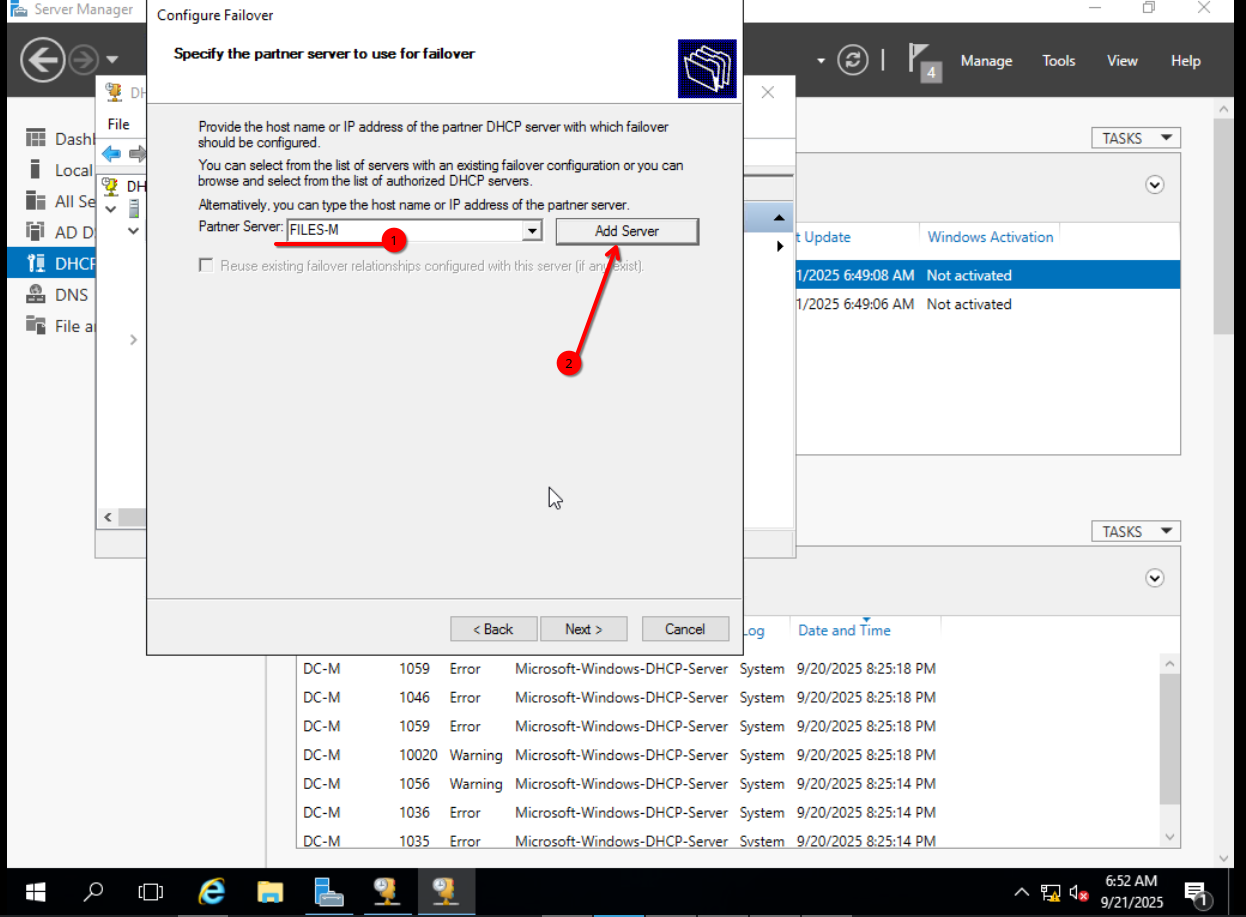 Server Manager
Configure Failover
Specify the partner server to use for failover
4
Manage
Tools
View
Help
DH
File
Provide the host name or IP address of the partner DHCP server with which failover
should be configured.
You can select from the list of servers with an existing failover configuration or you can
browse and select from the list of authorized DHCP servers.
Alternatively, you can type the host name or IP address of the partner server.
Partner Server: FILES-M
1
Add Server
Reuse existing failover relationships configured with this server (if any exist).
2
< Back
Next >
Cancel
Dashb
Local
All Se
AD D
DHCP
DNS
File a
DH
TASKS
t Update Windows Activation
1/2025 6:49:08 AM Not activated
1/2025 6:49:06 AM Not activated
TASKS
Log Date and Time
DC-M 1059 Error Microsoft-Windows-DHCP-Server System 9/20/2025 8:25:18 PM
DC-M 1046 Error Microsoft-Windows-DHCP-Server System 9/20/2025 8:25:18 PM
DC-M 1059 Error Microsoft-Windows-DHCP-Server System 9/20/2025 8:25:18 PM
DC-M 10020 Warning Microsoft-Windows-DHCP-Server System 9/20/2025 8:25:18 PM
DC-M 1056 Warning Microsoft-Windows-DHCP-Server System 9/20/2025 8:25:14 PM
DC-M 1036 Error Microsoft-Windows-DHCP-Server System 9/20/2025 8:25:14 PM
DC-M 1035 Error Microsoft-Windows-DHCP-Server System 9/20/2025 8:25:14 PM
6:52 AM
9/21/2025
1